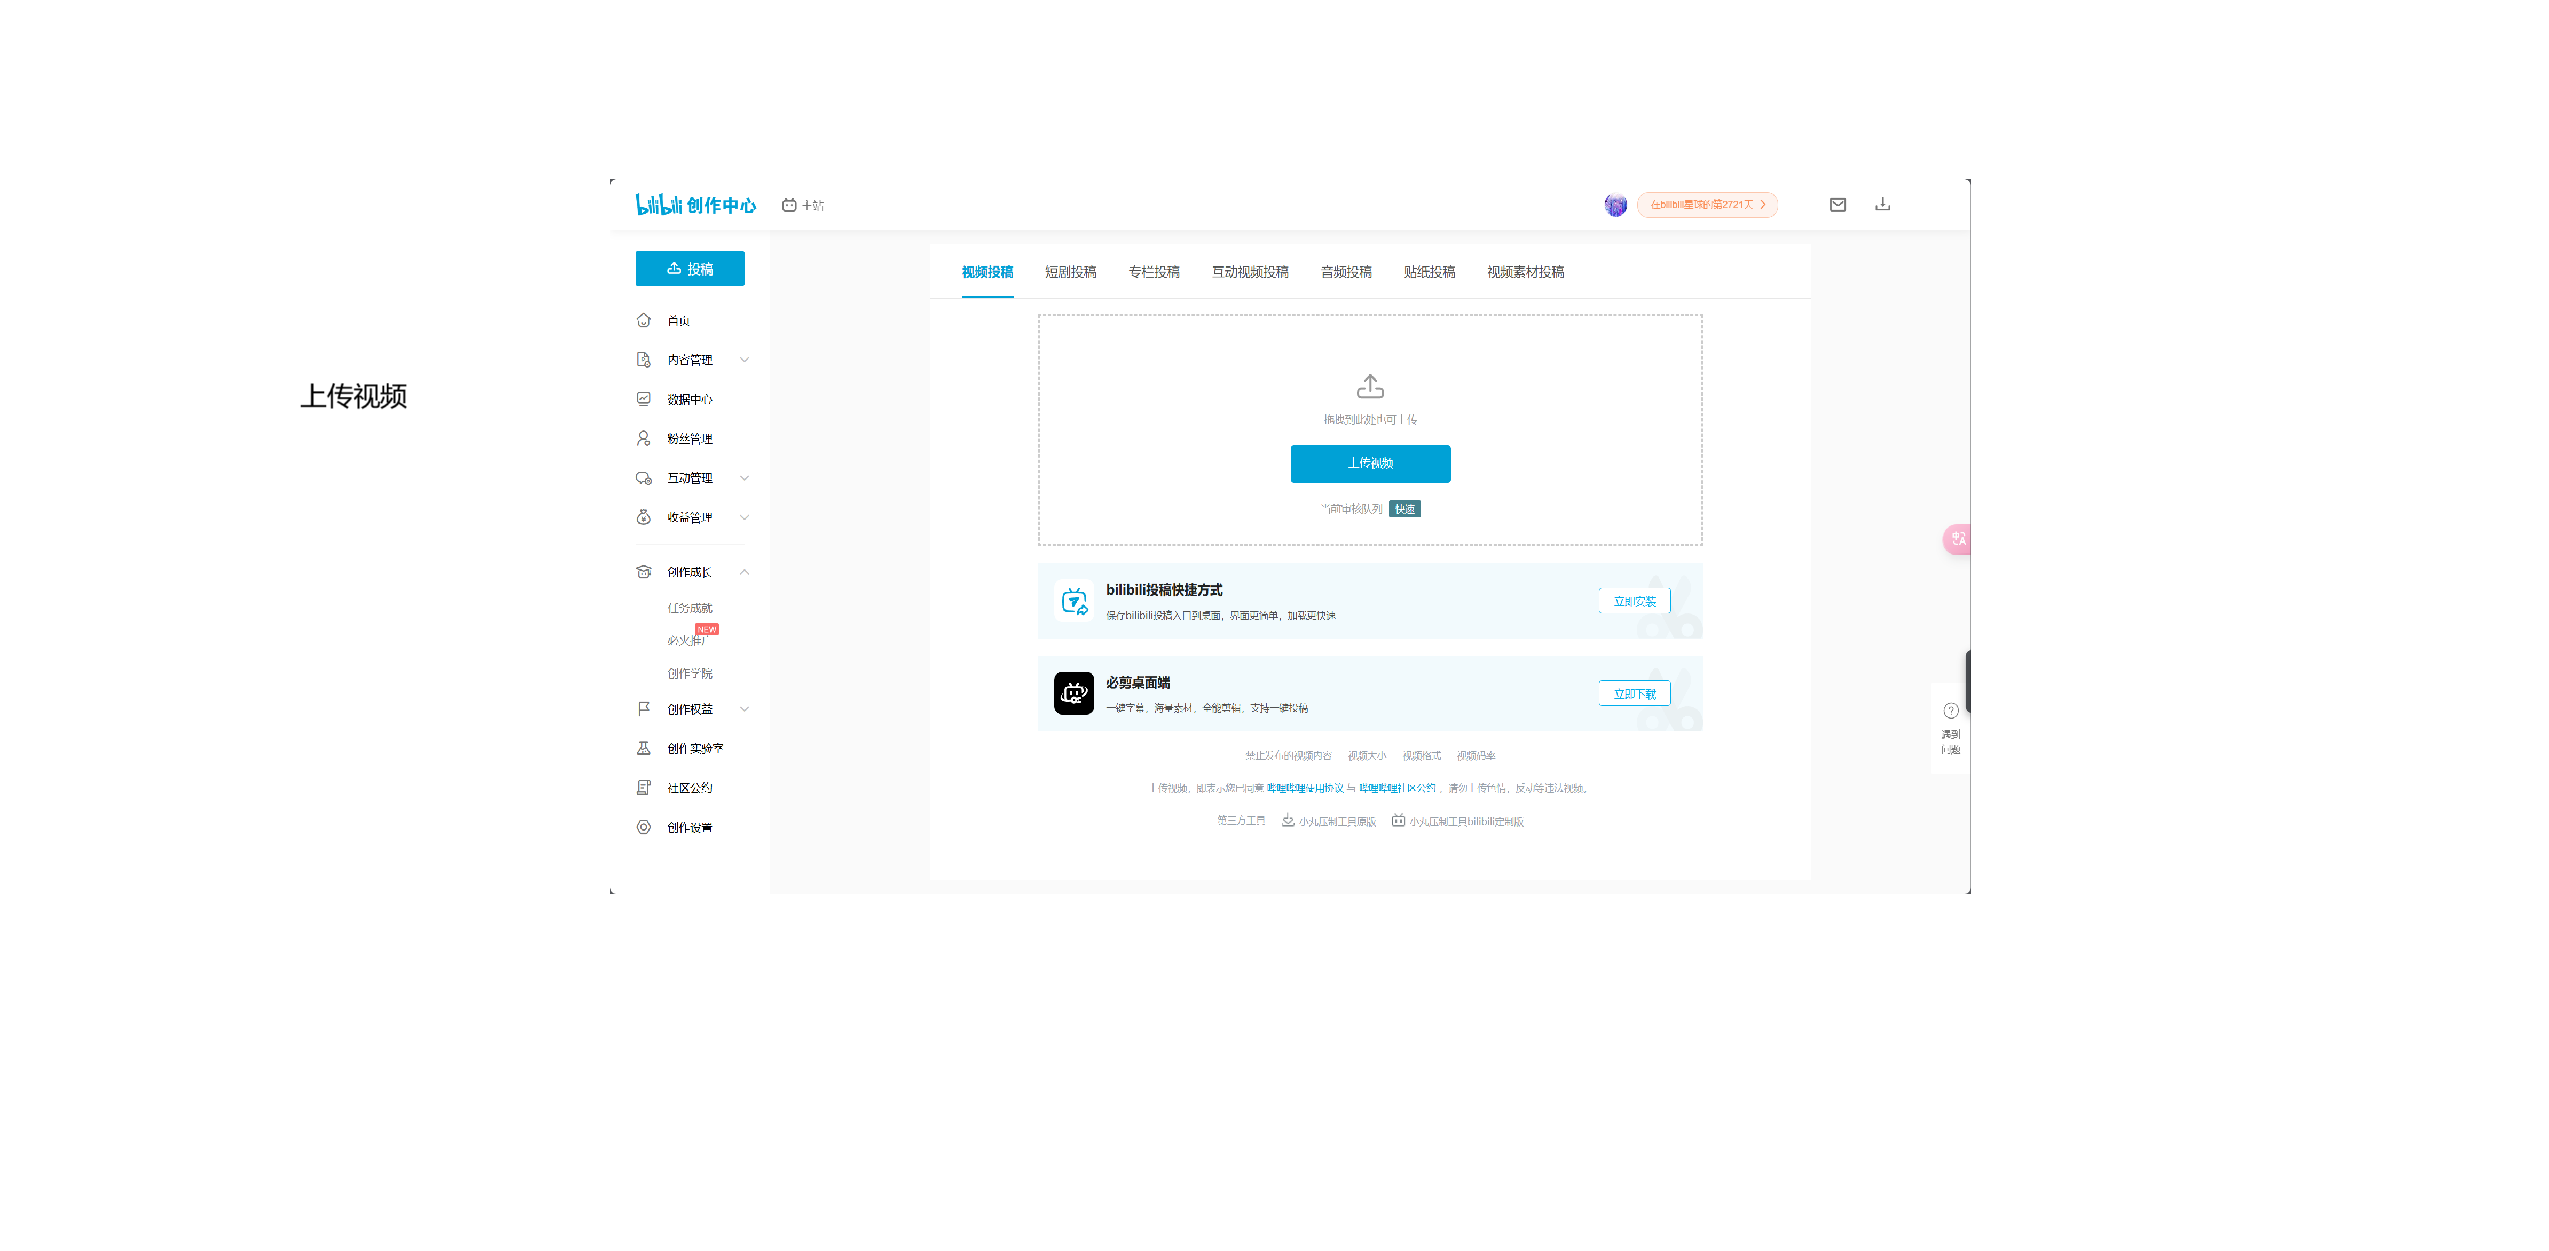 上传视频
bilibili 创作中心
主站
在bilibili星球的第2721天
投稿
首页
内容管理
数据中心
粉丝管理
互动管理
收益管理
创作成长
任务成就
必火推广
NEW
创作学院
创作权益
创作实验室
社区公约
创作设置
视频投稿 短剧投稿 专栏投稿 互动视频投稿 音频投稿 贴纸投稿 视频素材投稿
拖拽到此处也可上传
上传视频
当前审核队列 快速
bilibili投稿快捷方式
保存bilibili投稿入口到桌面，界面更简单，加载更快速
立即安装
必剪桌面端
一键字幕，海量素材，全能剪辑，支持一键投稿
立即下载
禁止发布的视频内容 视频大小 视频格式 视频码率
上传视频，即表示您已同意 哔哩哔哩使用协议 与 哔哩哔哩社区公约 ，请勿上传色情，反动等违法视频。
第三方工具 小丸压制工具原版 小丸压制工具bilibili定制版
遇到
问题